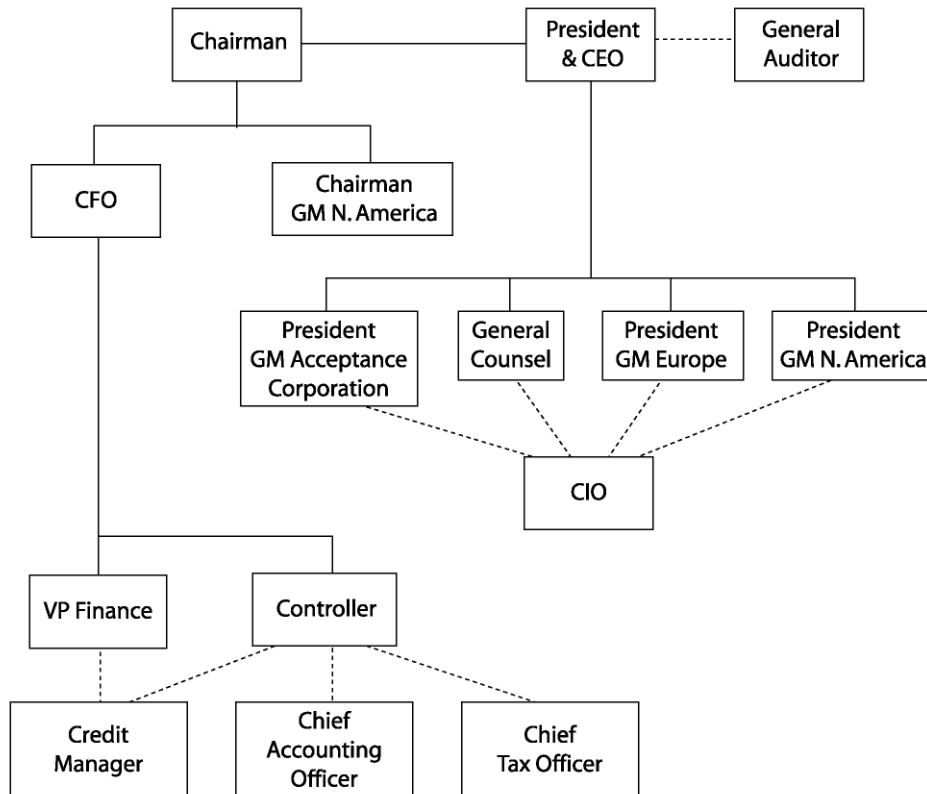 Chairman
President
& CEO
General
Auditor
CFO
Chairman
GM N. America
President
GM Acceptance
Corporation
General
Counsel
President
GM Europe
President
GM N. America
CIO
VP Finance
Controller
Credit
Manager
Chief
Accounting
Officer
Chief
Tax Officer